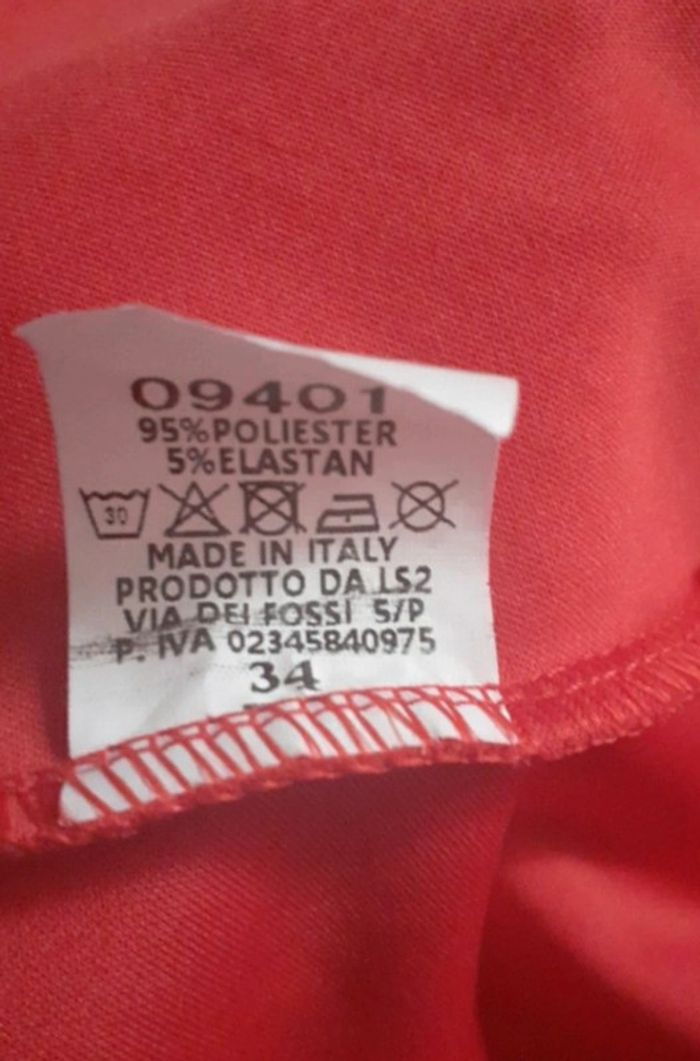 09401
95%POLIESTER
5%ELASTAN
30
MADE IN ITALY
PRODOTTO DA LS2
VIA DEI FOSSI 5/P
P. IVA 02345840975
34